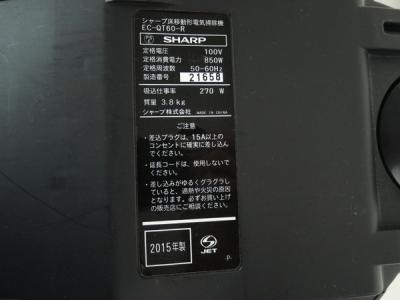 シャープ床移動形電気掃除機
EC-QT60-R
SHARP
定格電圧 100V
定格消費電力 850W
定格周波数 50-60Hz
製造番号 21658
吸込仕事率 270 W
質量 3.8kg
シャープ株式会社 MADE IN CHINA
ご注意
・差込プラグは、15A以上の
コンセントに確実に差し込ん
でください。
・延長コードは、使用しないで
ください。
・差し込みがゆるくグラグラ
していると、過熱や火災の原因
となります。必ずお買い上げ
の販売店にご相談ください。
2015年製
JET
.p.